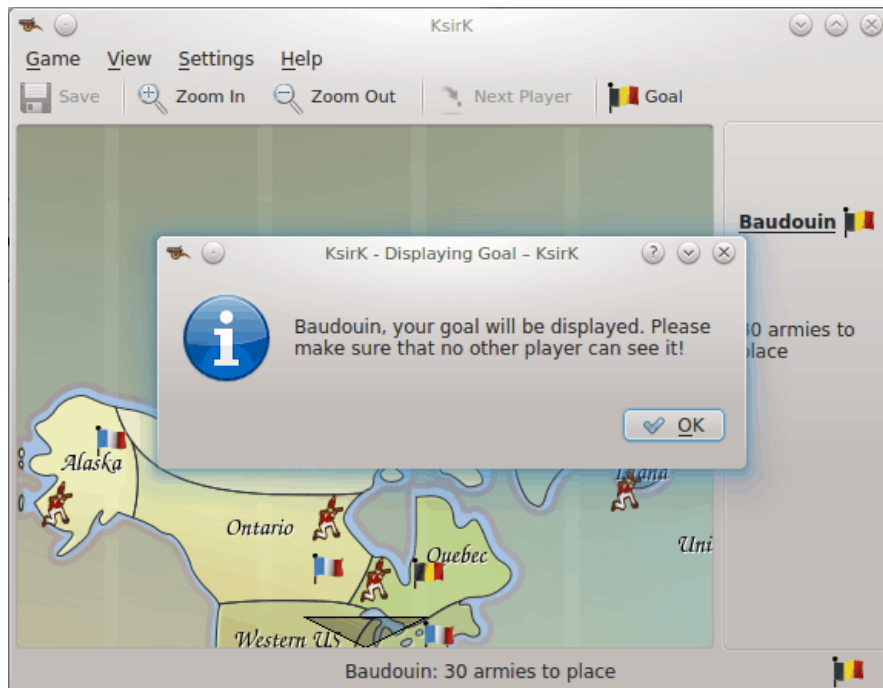 KsirK
Game View Settings Help
Save Zoom In Zoom Out Next Player Goal
Baudouin
KsirK - Displaying Goal – KsirK
Baudouin, your goal will be displayed. Please
make sure that no other player can see it!
OK
30 armies to
place
Alaska
Ontario
Quebec
Uni
Western US
Baudouin: 30 armies to place